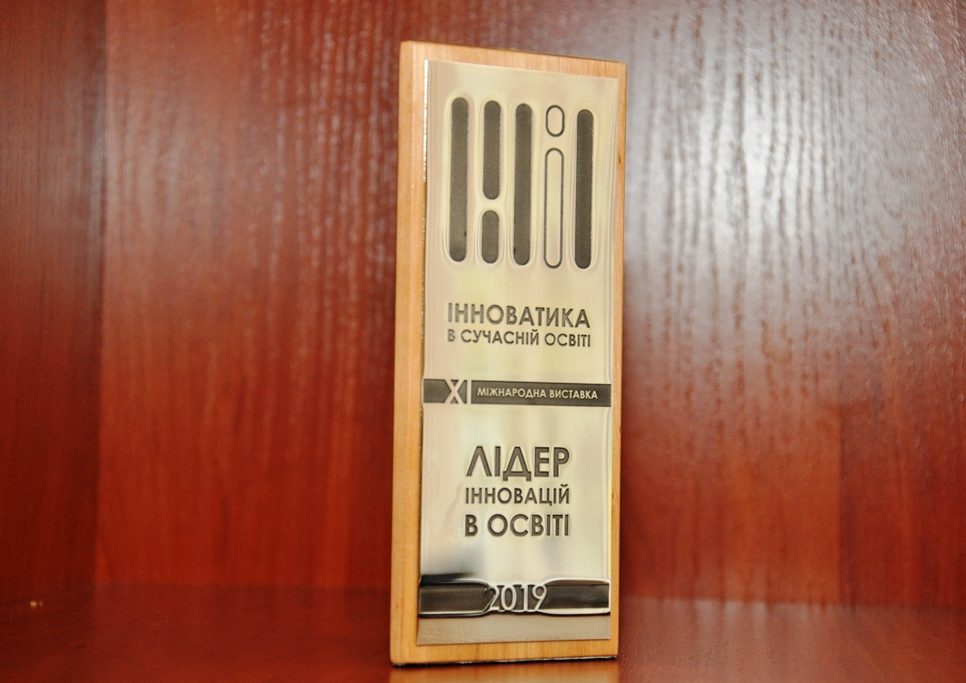 ІННОВАТИКА
В СУЧАСНІЙ ОСВІТІ
XI МІЖНАРОДНА ВИСТАВКА
ЛІДЕР
ІННОВАЦІЙ
В ОСВІТІ
2019